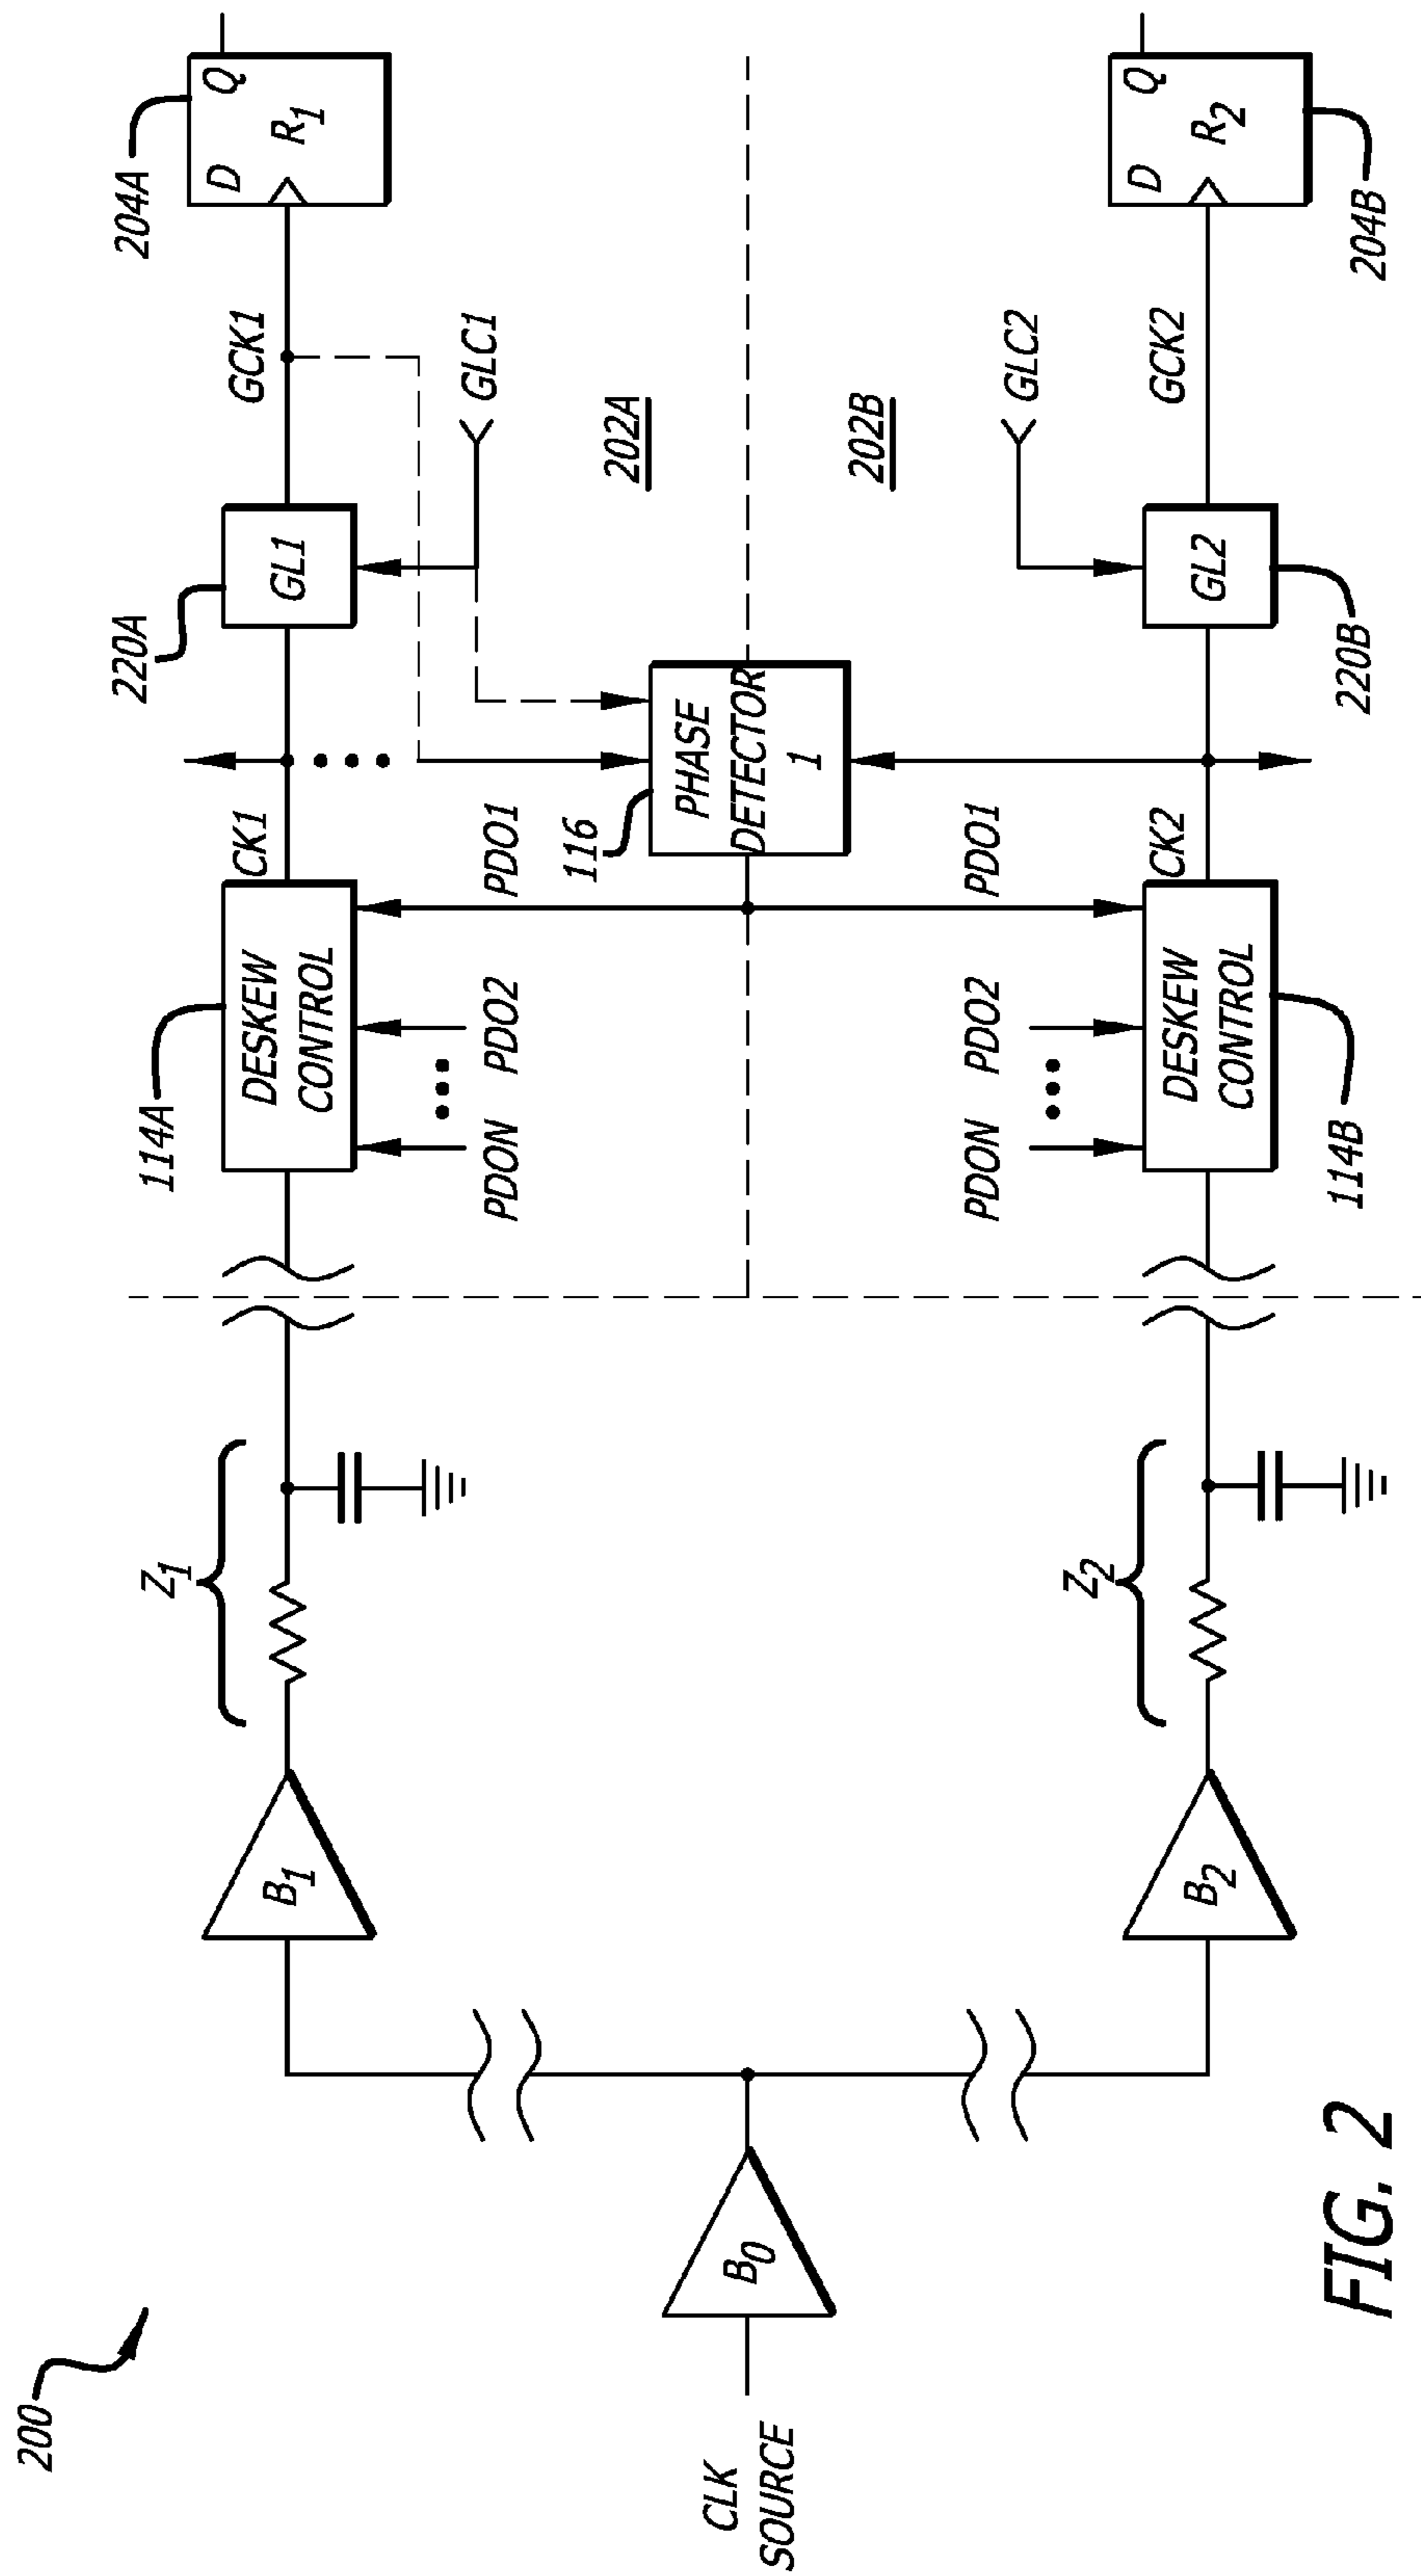 200
CLK
SOURCE
B0
B1
Z1
114A
DESKEW
CONTROL
CK1
PDON
PDO2
PDO1
220A
GL1
GCK1
GLC1
204A
D
Q
R1
202A
116
PHASE
DETECTOR
1
202B
B2
Z2
PDON
PDO2
PDO1
DESKEW
CONTROL
114B
CK2
GL2
220B
GLC2
GCK2
D
Q
R2
204B
FIG. 2